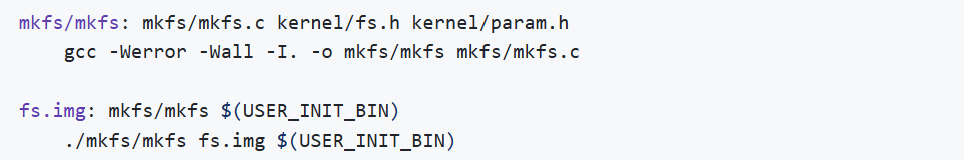 mkfs/mkfs: mkfs/mkfs.c kernel/fs.h kernel/param.h
    gcc -Werror -Wall -I. -o mkfs/mkfs mkfs/mkfs.c
fs.img: mkfs/mkfs $(USER_INIT_BIN)
    ./mkfs/mkfs fs.img $(USER_INIT_BIN)